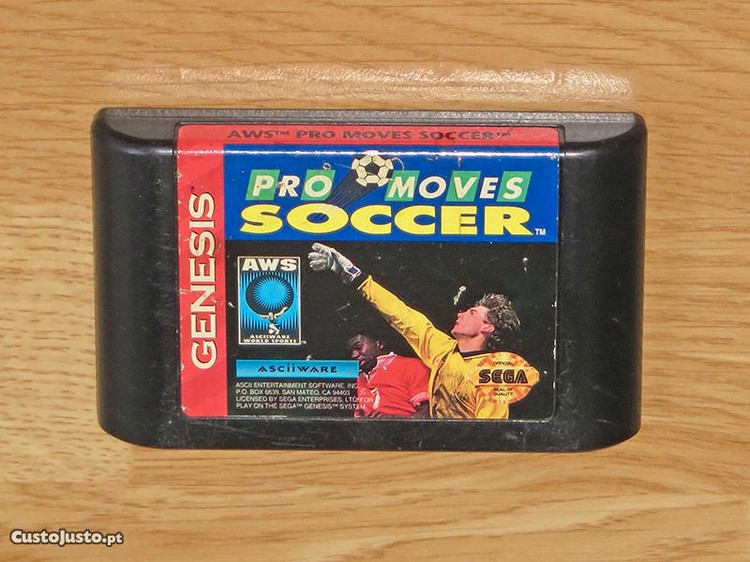 AWS™ PRO MOVES SOCCER™
GENESIS
PRO MOVES
SOCCER™
AWS
ASCIIWARE
WORLD SPORTS
ASCIIWARE
ASCII ENTERTAINMENT SOFTWARE, INC
P.O. BOX 6639, SAN MATEO, CA 94403
LICENSED BY SEGA ENTERPRISES, LTD. FOR
PLAY ON THE SEGA™ GENESIS™ SYSTEM.
OFFICIAL
SEGA
SEAL OF
QUALITY
CustoJusto.pt